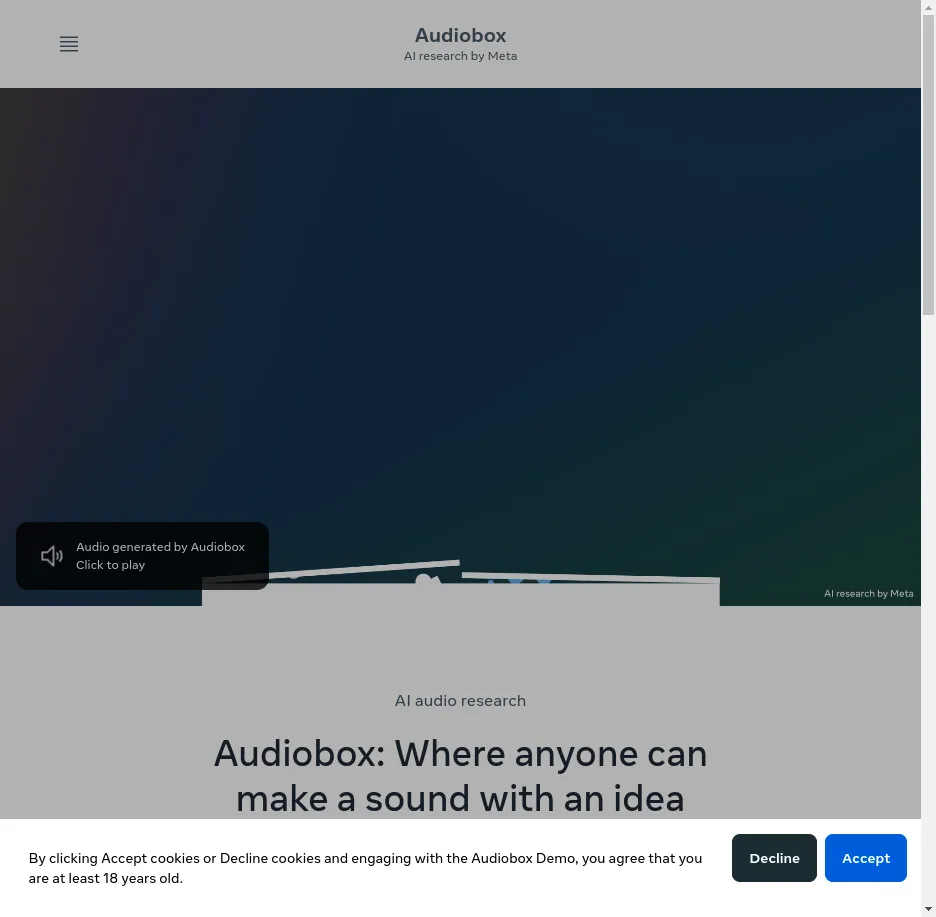 Audiobox
AI research by Meta
Audio generated by Audiobox
Click to play
AI research by Meta
AI audio research
Audiobox: Where anyone can
make a sound with an idea
By clicking Accept cookies or Decline cookies and engaging with the Audiobox Demo, you agree that you
are at least 18 years old.
Decline
Accept